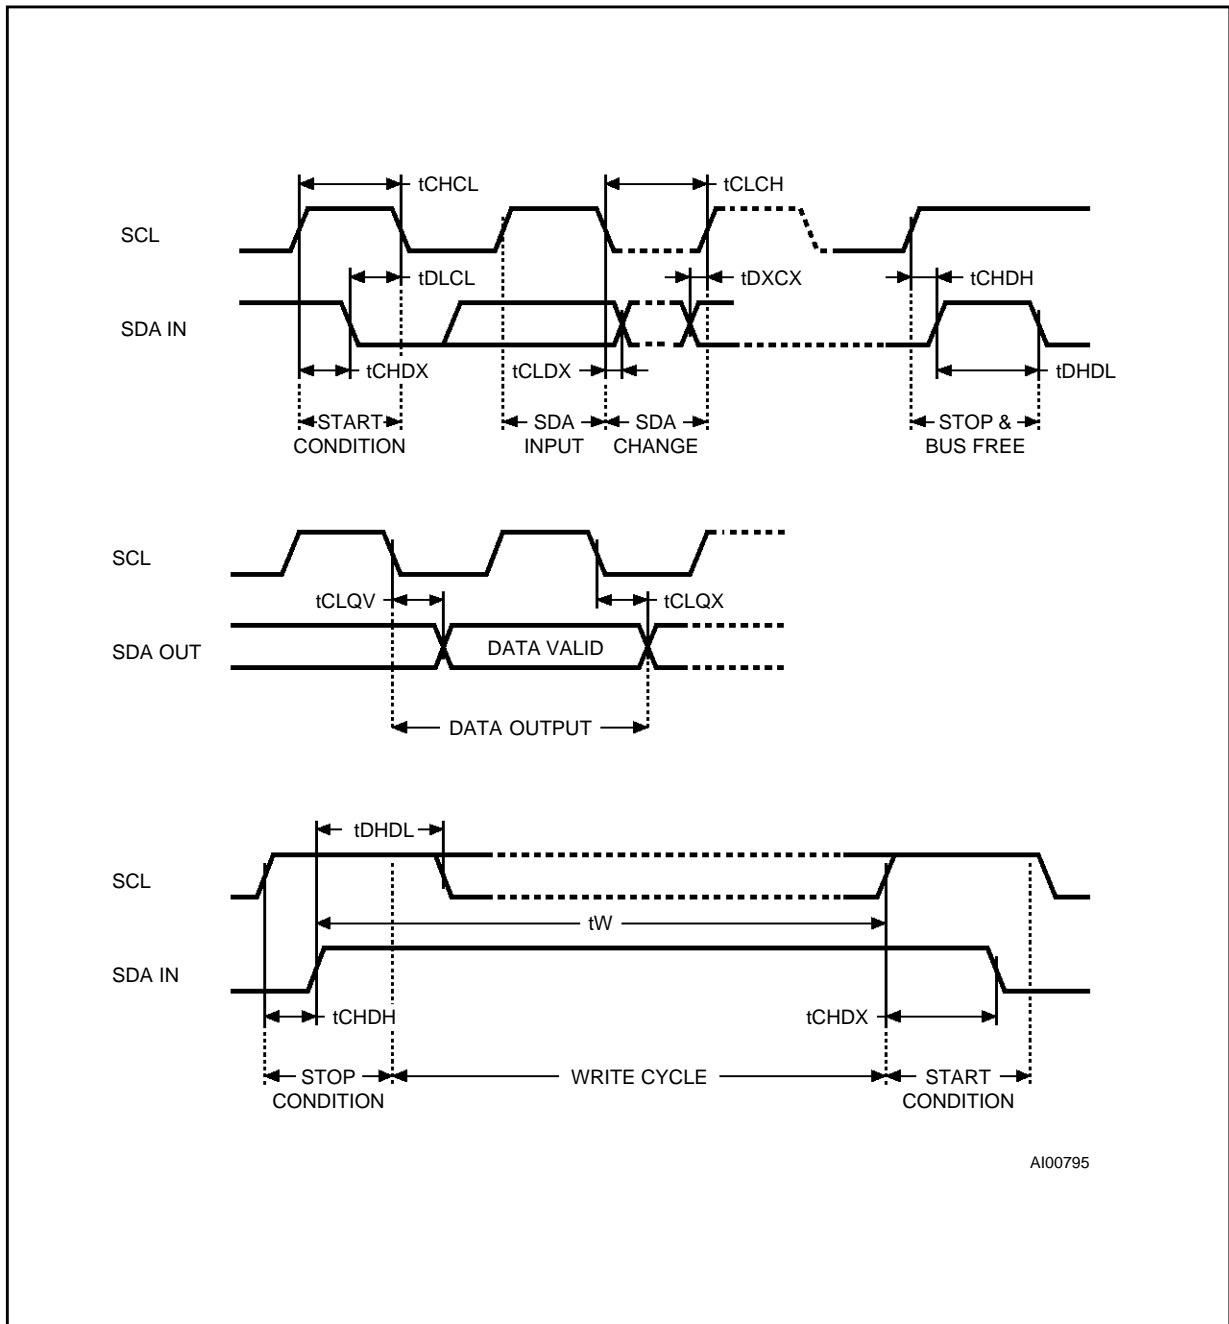 tCHCL
tCLCH
SCL
tDLCL
tDXCX
tCHDH
SDA IN
tCHDX
tCLDX
tDHDL
START
CONDITION
SDA
INPUT
SDA
CHANGE
STOP &
BUS FREE
SCL
tCLQV
tCLQX
SDA OUT
DATA VALID
DATA OUTPUT
tDHDL
SCL
tW
SDA IN
tCHDH
tCHDX
STOP
CONDITION
WRITE CYCLE
START
CONDITION
AI00795